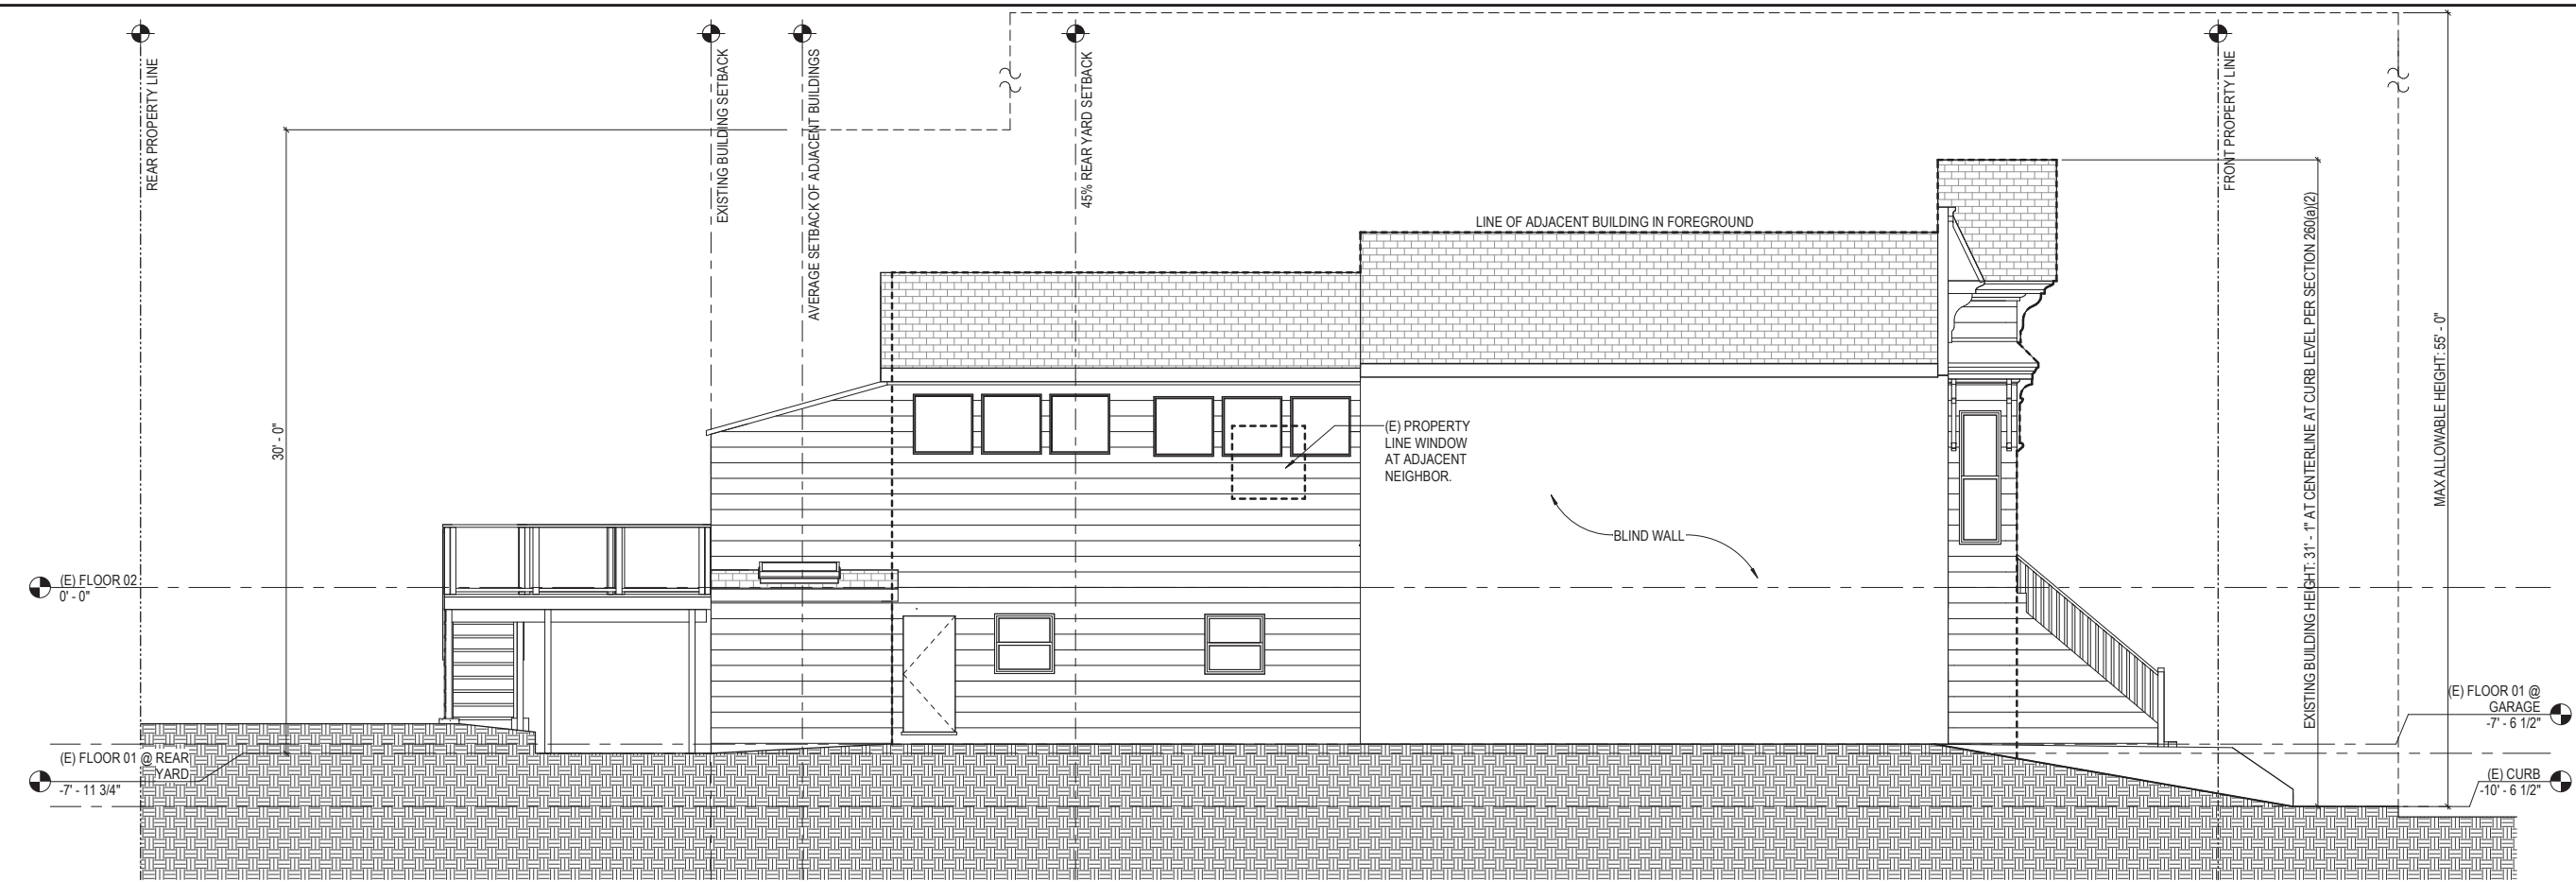 REAR PROPERTY LINE
EXISTING BUILDING SETBACK
AVERAGE SETBACK OF ADJACENT BUILDINGS
45% REAR YARD SETBACK
FRONT PROPERTY LINE
LINE OF ADJACENT BUILDING IN FOREGROUND
30' - 0"
EXISTING BUILDING HEIGHT: 31' - 1" AT CENTERLINE AT CURB LEVEL PER SECTION 260(a)(2)
MAX ALLOWABLE HEIGHT: 55' - 0"
(E) PROPERTY
LINE WINDOW
AT ADJACENT
NEIGHBOR.
BLIND WALL
(E) FLOOR 02
0' - 0"
(E) FLOOR 01 @
GARAGE
-7' - 6 1/2"
(E) FLOOR 01 @ REAR
YARD
-7' - 11 3/4"
(E) CURB
-10' - 6 1/2"